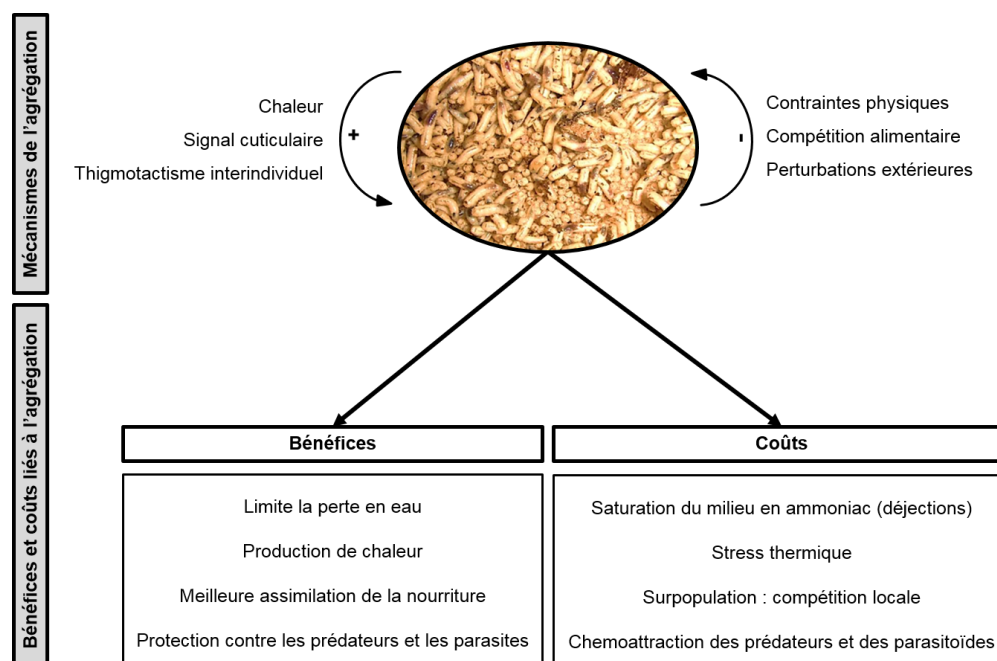 Mécanismes de l'agrégation
Chaleur
Signal cuticulaire
Thigmotactisme interindividuel
+
-
Contraintes physiques
Compétition alimentaire
Perturbations extérieures
Bénéfices et coûts liés à l'agrégation
Bénéfices
Limite la perte en eau
Production de chaleur
Meilleure assimilation de la nourriture
Protection contre les prédateurs et les parasites
Coûts
Saturation du milieu en ammoniac (déjections)
Stress thermique
Surpopulation : compétition locale
Chemoattraction des prédateurs et des parasitoïdes